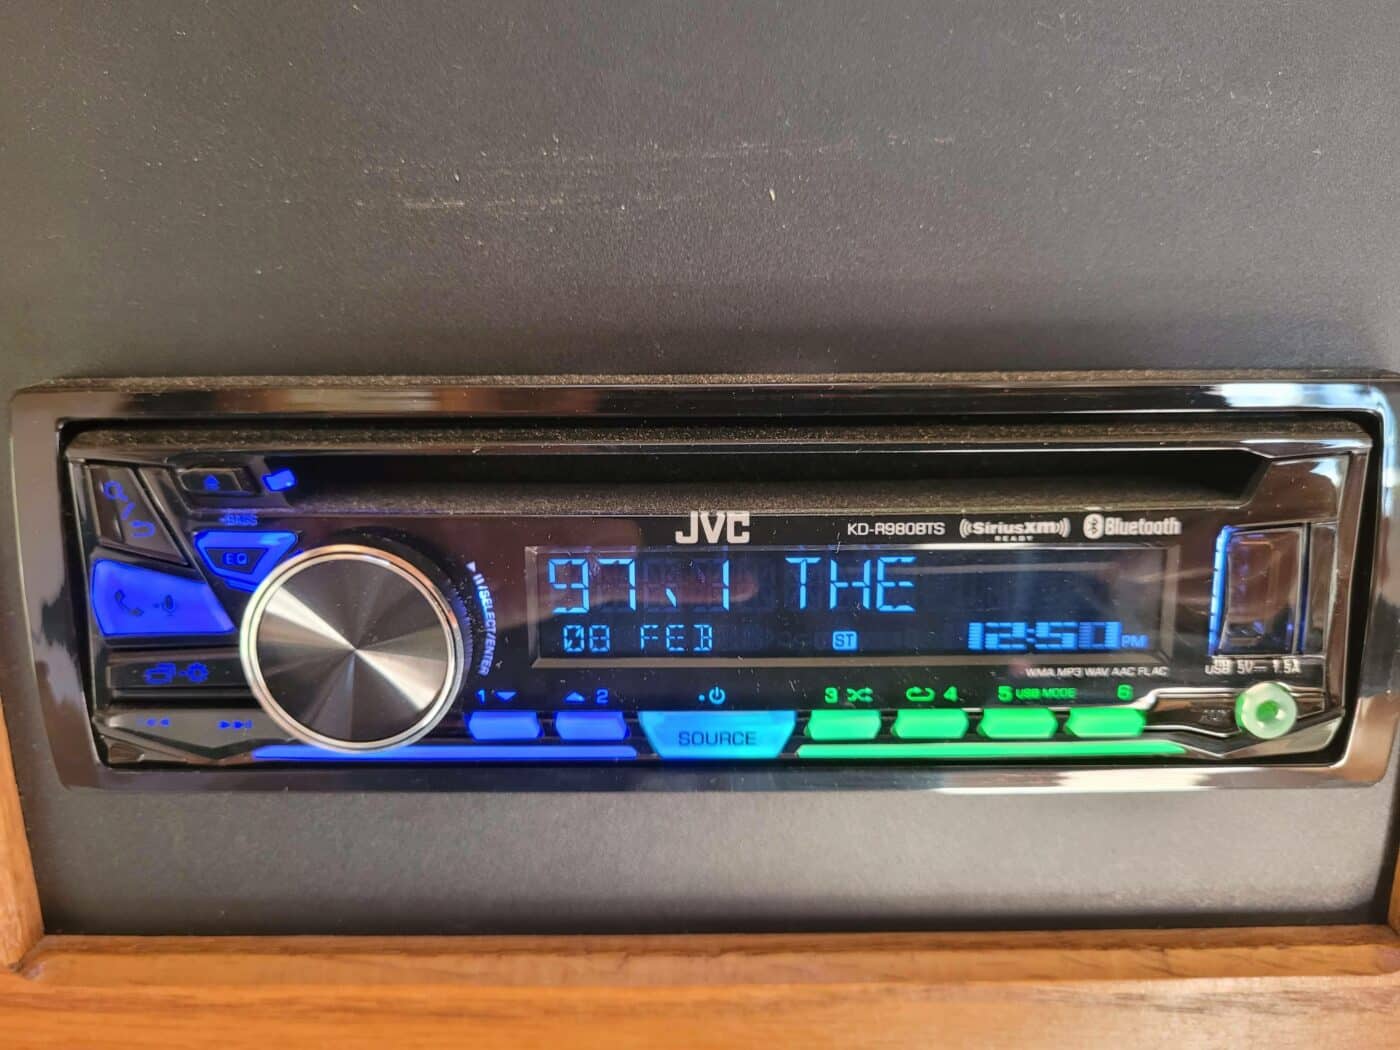 JVC KD-R980BTS ((SiriusXM)) Bluetooth
READY
+BASS
EQ
SELECT/ENTER
97.1 THE
08 FEB ST 12:50 PM
WMA MP3 WAV AAC FLAC
USB 5V⎓ 1.5A
1 2 3 4 5 USB MODE 6
SOURCE